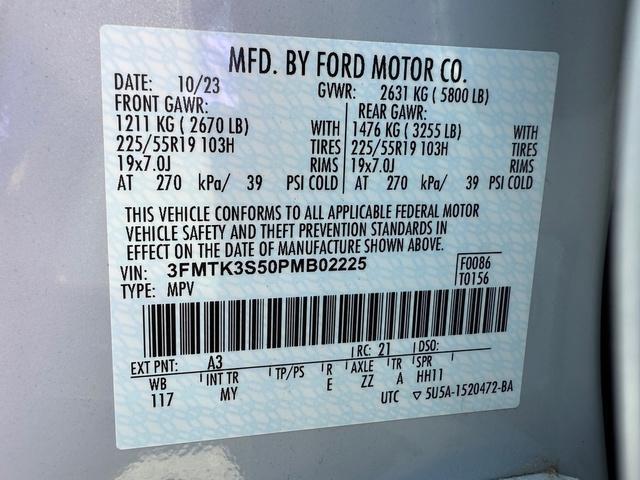 MFD. BY FORD MOTOR CO.
DATE: 10/23 GVWR: 2631 KG ( 5800 LB)
FRONT GAWR: REAR GAWR:
1211 KG ( 2670 LB) WITH 1476 KG ( 3255 LB) WITH
225/55R19 103H TIRES 225/55R19 103H TIRES
19x7.0J RIMS 19x7.0J RIMS
AT 270 kPa/ 39 PSI COLD AT 270 kPa/ 39 PSI COLD
THIS VEHICLE CONFORMS TO ALL APPLICABLE FEDERAL MOTOR
VEHICLE SAFETY AND THEFT PREVENTION STANDARDS IN
EFFECT ON THE DATE OF MANUFACTURE SHOWN ABOVE.
VIN: 3FMTK3S50PMB02225 F0086
TYPE: MPV T0156
EXT PNT: A3 RC: 21 DSO:
WB INT TR TP/PS R AXLE TR SPR
117 MY E ZZ A HH11
UTC ▽ 5U5A-1520472-BA